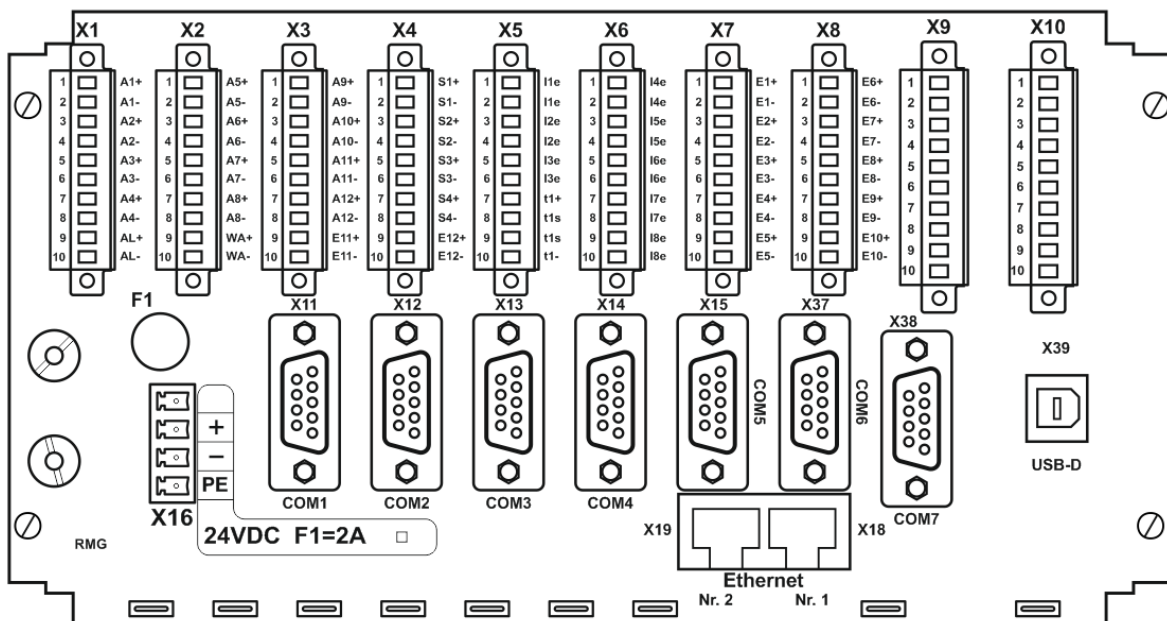 X1 X2 X3 X4 X5 X6 X7 X8 X9 X10
1 A1+ 1 A5+ 1 A9+ 1 S1+ 1 I1e 1 I4e 1 E1+ 1 E6+ 1 1
2 A1- 2 A5- 2 A9- 2 S1- 2 I1e 2 I4e 2 E1- 2 E6- 2 2
3 A2+ 3 A6+ 3 A10+ 3 S2+ 3 I2e 3 I5e 3 E2+ 3 E7+ 3 3
4 A2- 4 A6- 4 A10- 4 S2- 4 I2e 4 I5e 4 E2- 4 E7- 4 4
5 A3+ 5 A7+ 5 A11+ 5 S3+ 5 I3e 5 I6e 5 E3+ 5 E8+ 5 5
6 A3- 6 A7- 6 A11- 6 S3- 6 I3e 6 I6e 6 E3- 6 E8- 6 6
7 A4+ 7 A8+ 7 A12+ 7 S4+ 7 t1+ 7 I7e 7 E4+ 7 E9+ 7 7
8 A4- 8 A8- 8 A12- 8 S4- 8 t1s 8 I7e 8 E4- 8 E9- 8 8
9 AL+ 9 WA+ 9 E11+ 9 E12+ 9 t1s 9 I8e 9 E5+ 9 E10+ 9 9
10 AL- 10 WA- 10 E11- 10 E12- 10 t1- 10 I8e 10 E5- 10 E10- 10 10
F1 X11 X12 X13 X14 X15 X37 X38 X39
COM5 COM6
+
−
PE
USB-D
COM1 COM2 COM3 COM4 COM7
X16
24VDC F1=2A
X19 X18
RMG
Ethernet
Nr. 2 Nr. 1